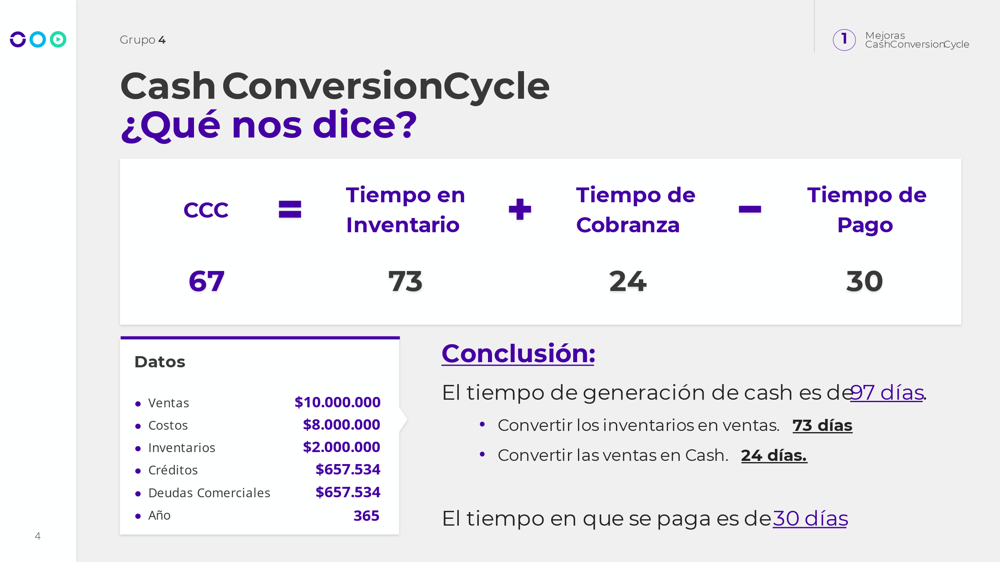 Grupo 4
1
Mejoras
CashConversionCycle
Cash ConversionCycle
¿Qué nos dice?
CCC = Tiempo en Inventario + Tiempo de Cobranza - Tiempo de Pago
67 73 24 30
Datos
• Ventas $10.000.000
• Costos $8.000.000
• Inventarios $2.000.000
• Créditos $657.534
• Deudas Comerciales $657.534
• Año 365
Conclusión:
El tiempo de generación de cash es de 97 días.
• Convertir los inventarios en ventas. 73 días
• Convertir las ventas en Cash. 24 días.
El tiempo en que se paga es de 30 días
4